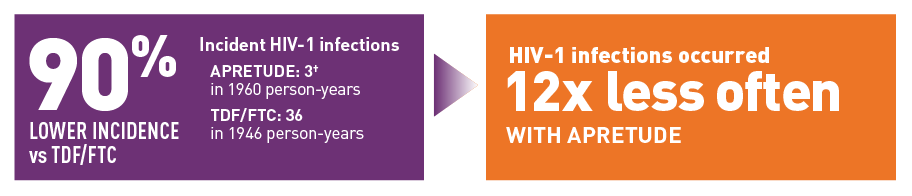 90%
LOWER INCIDENCE
vs TDF/FTC
Incident HIV-1 infections
APRETUDE: 3†
in 1960 person-years
TDF/FTC: 36
in 1946 person-years
HIV-1 infections occurred
12x less often
WITH APRETUDE